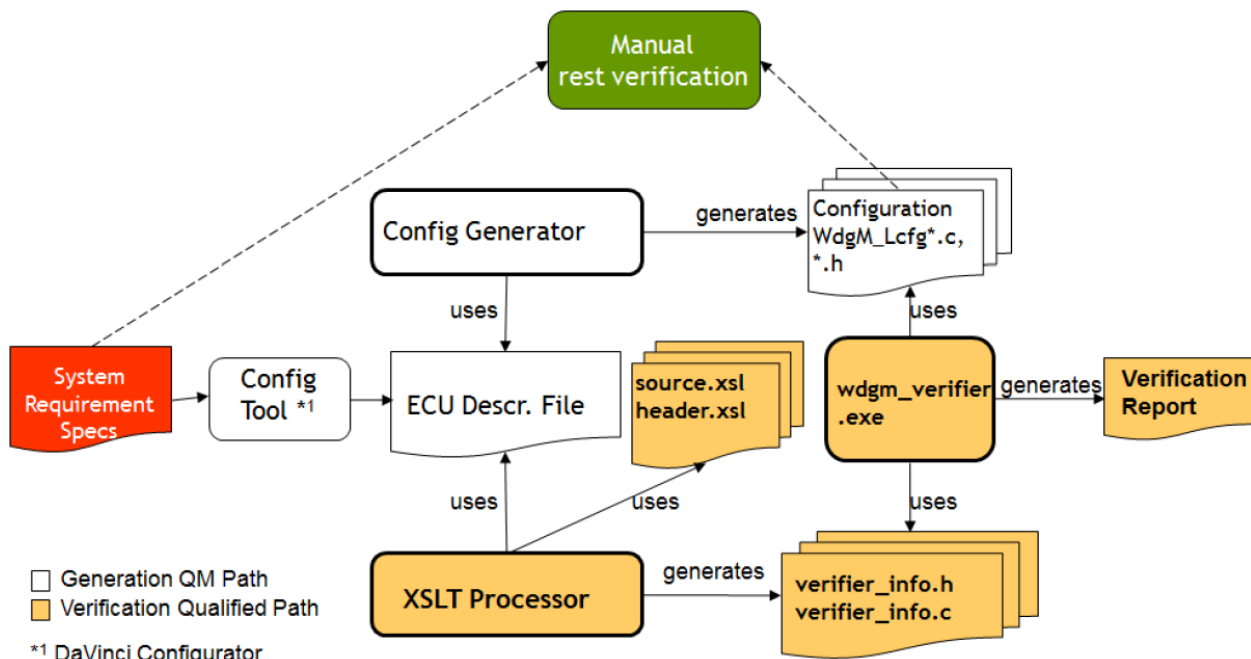 Manual
rest verification
Config Generator
generates
Configuration
WdgM_Lcfg*.c,
*.h
uses
uses
System
Requirement
Specs
Config
Tool *1
ECU Descr. File
source.xsl
header.xsl
wdgm_verifier
.exe
generates
Verification
Report
uses
uses
uses
XSLT Processor
generates
verifier_info.h
verifier_info.c
Generation QM Path
Verification Qualified Path
*1 DaVinci Configurator